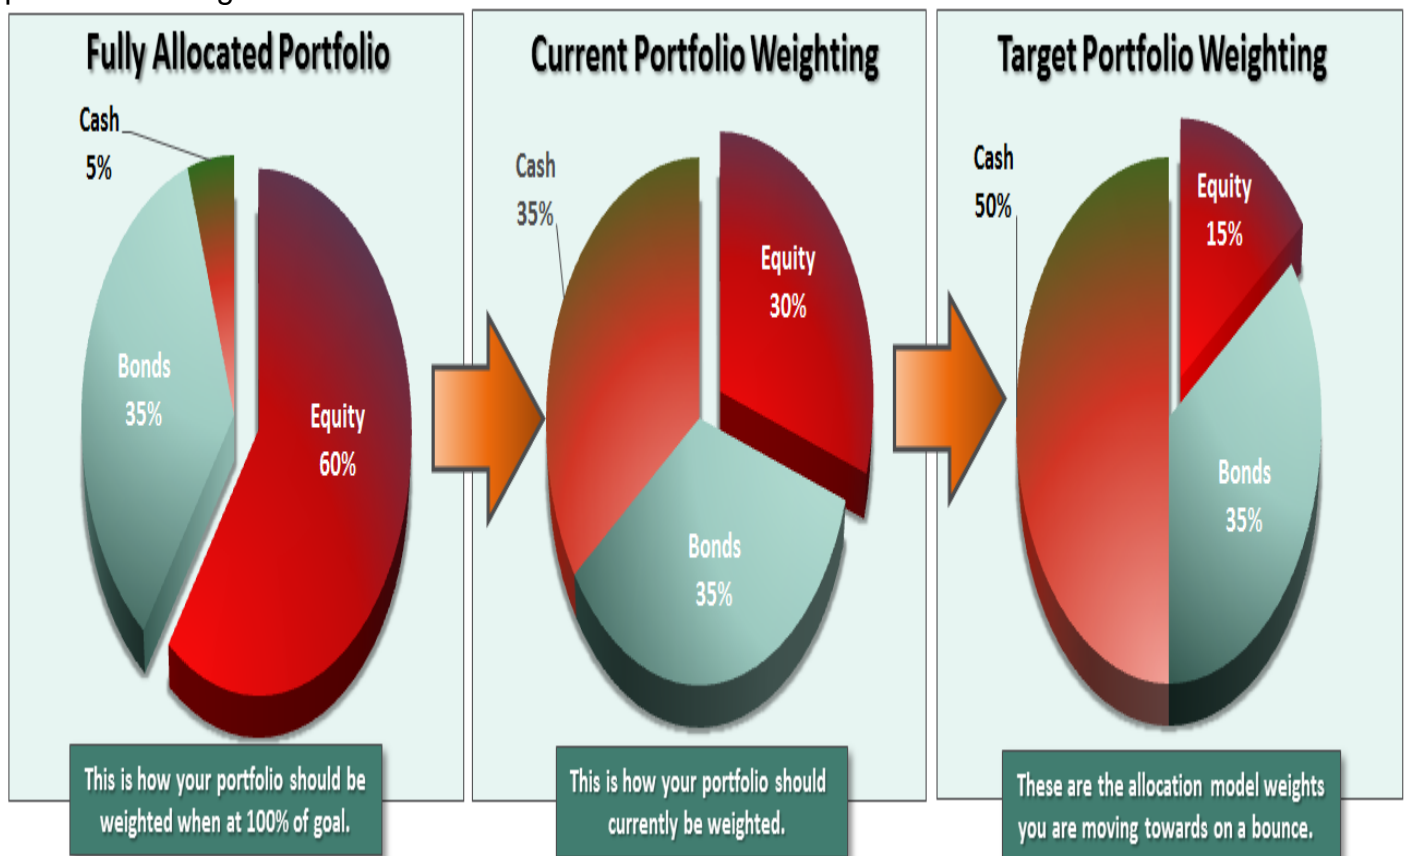 Fully Allocated Portfolio
Cash
5%
Bonds
35%
Equity
60%
This is how your portfolio should be
weighted when at 100% of goal.
Current Portfolio Weighting
Cash
35%
Equity
30%
Bonds
35%
This is how your portfolio should
currently be weighted.
Target Portfolio Weighting
Cash
50%
Equity
15%
Bonds
35%
These are the allocation model weights
you are moving towards on a bounce.